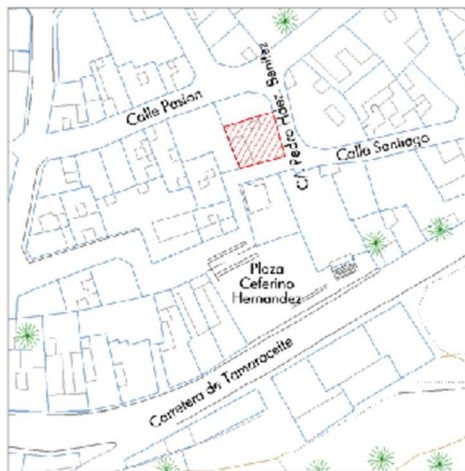 Calle Pasion
C/ Pedro Hdez Benitez
Calle Santiago
Plaza
Ceferino
Hernandez
Carretera de Tamaraceite